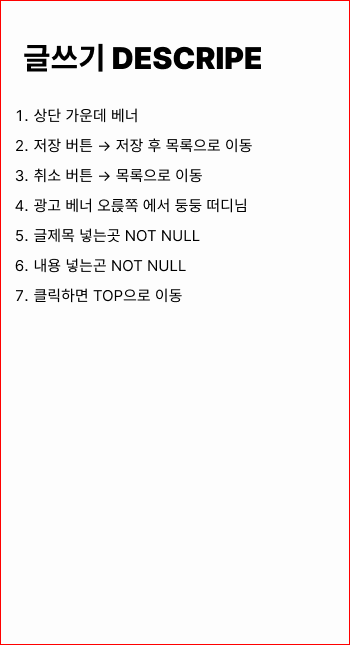 글쓰기 DESCRIPE
1. 상단 가운데 베너
2. 저장 버튼 → 저장 후 목록으로 이동
3. 취소 버튼 → 목록으로 이동
4. 광고 베너 오릁쪽 에서 둥둥 떠디님
5. 글제목 넣는곳 NOT NULL
6. 내용 넣는곤 NOT NULL
7. 클릭하면 TOP으로 이동